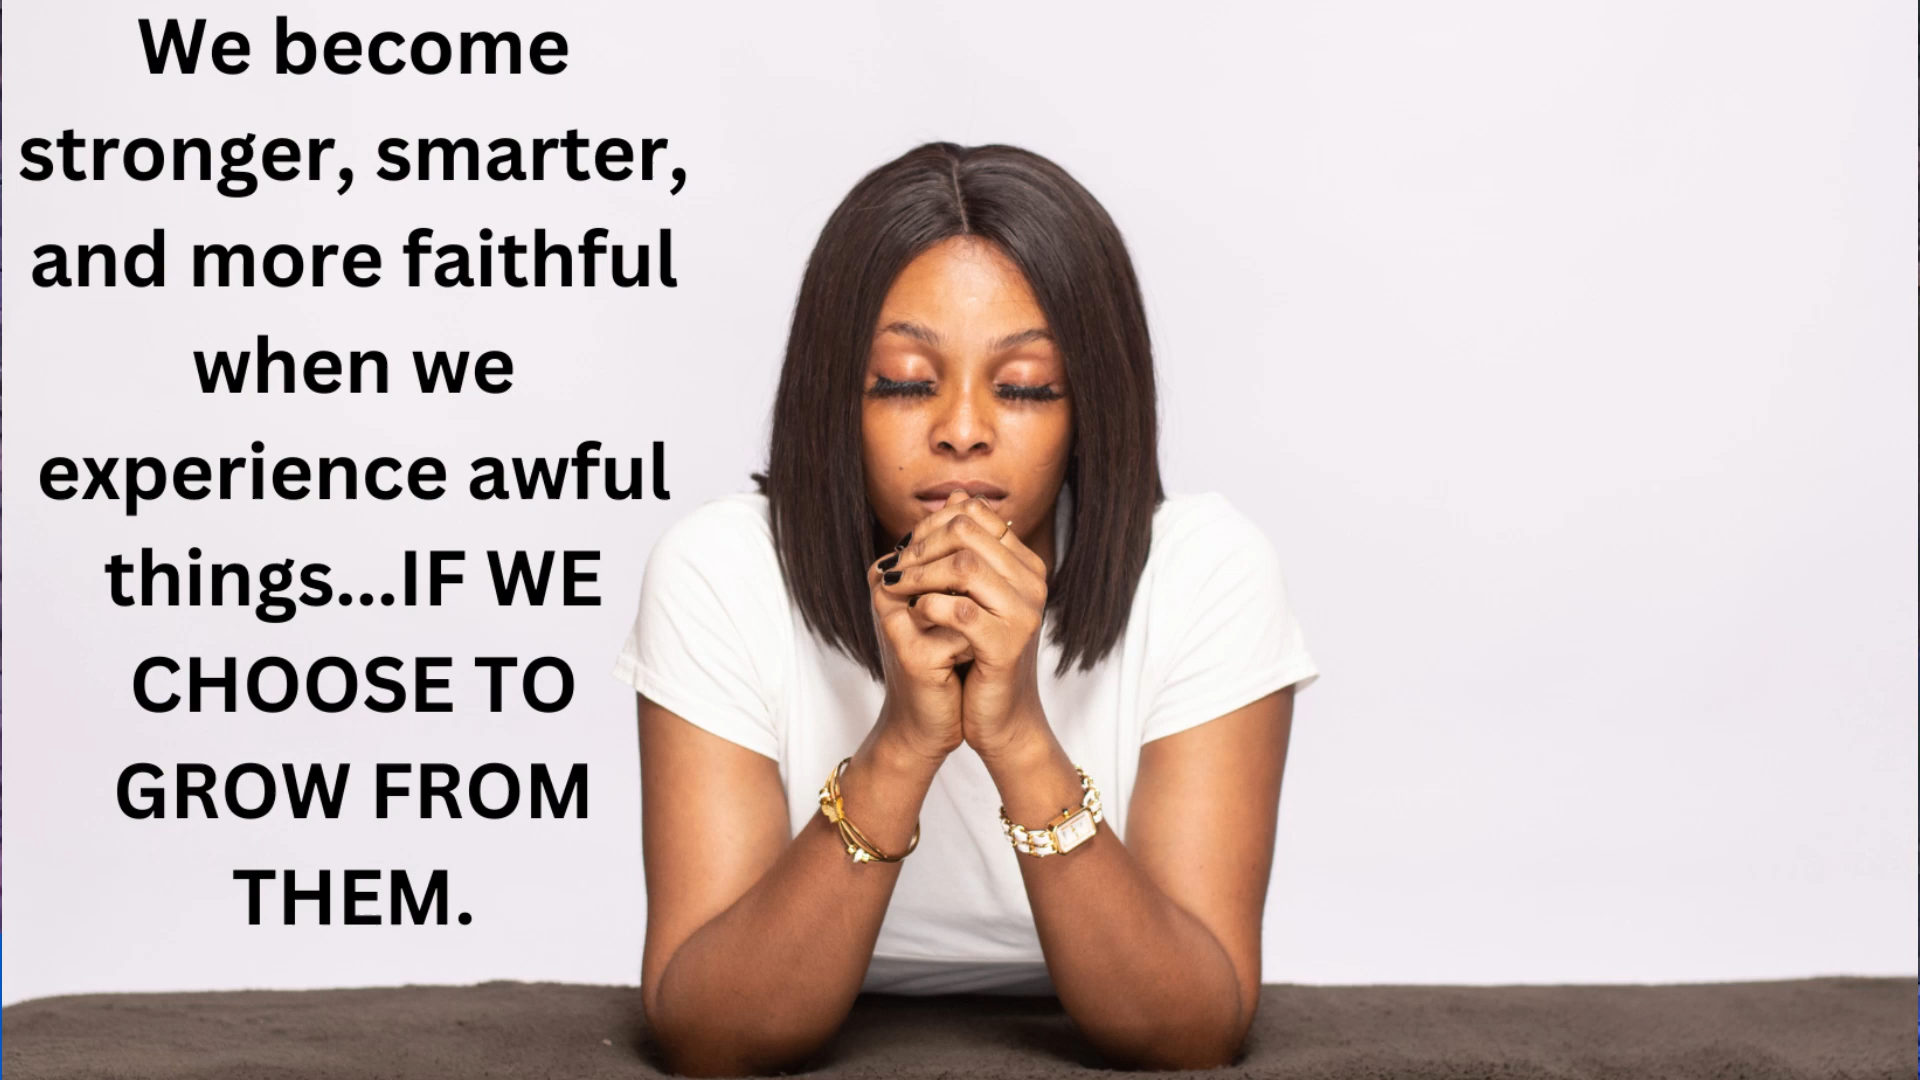 We become
stronger, smarter,
and more faithful
when we
experience awful
things...IF WE
CHOOSE TO
GROW FROM
THEM.